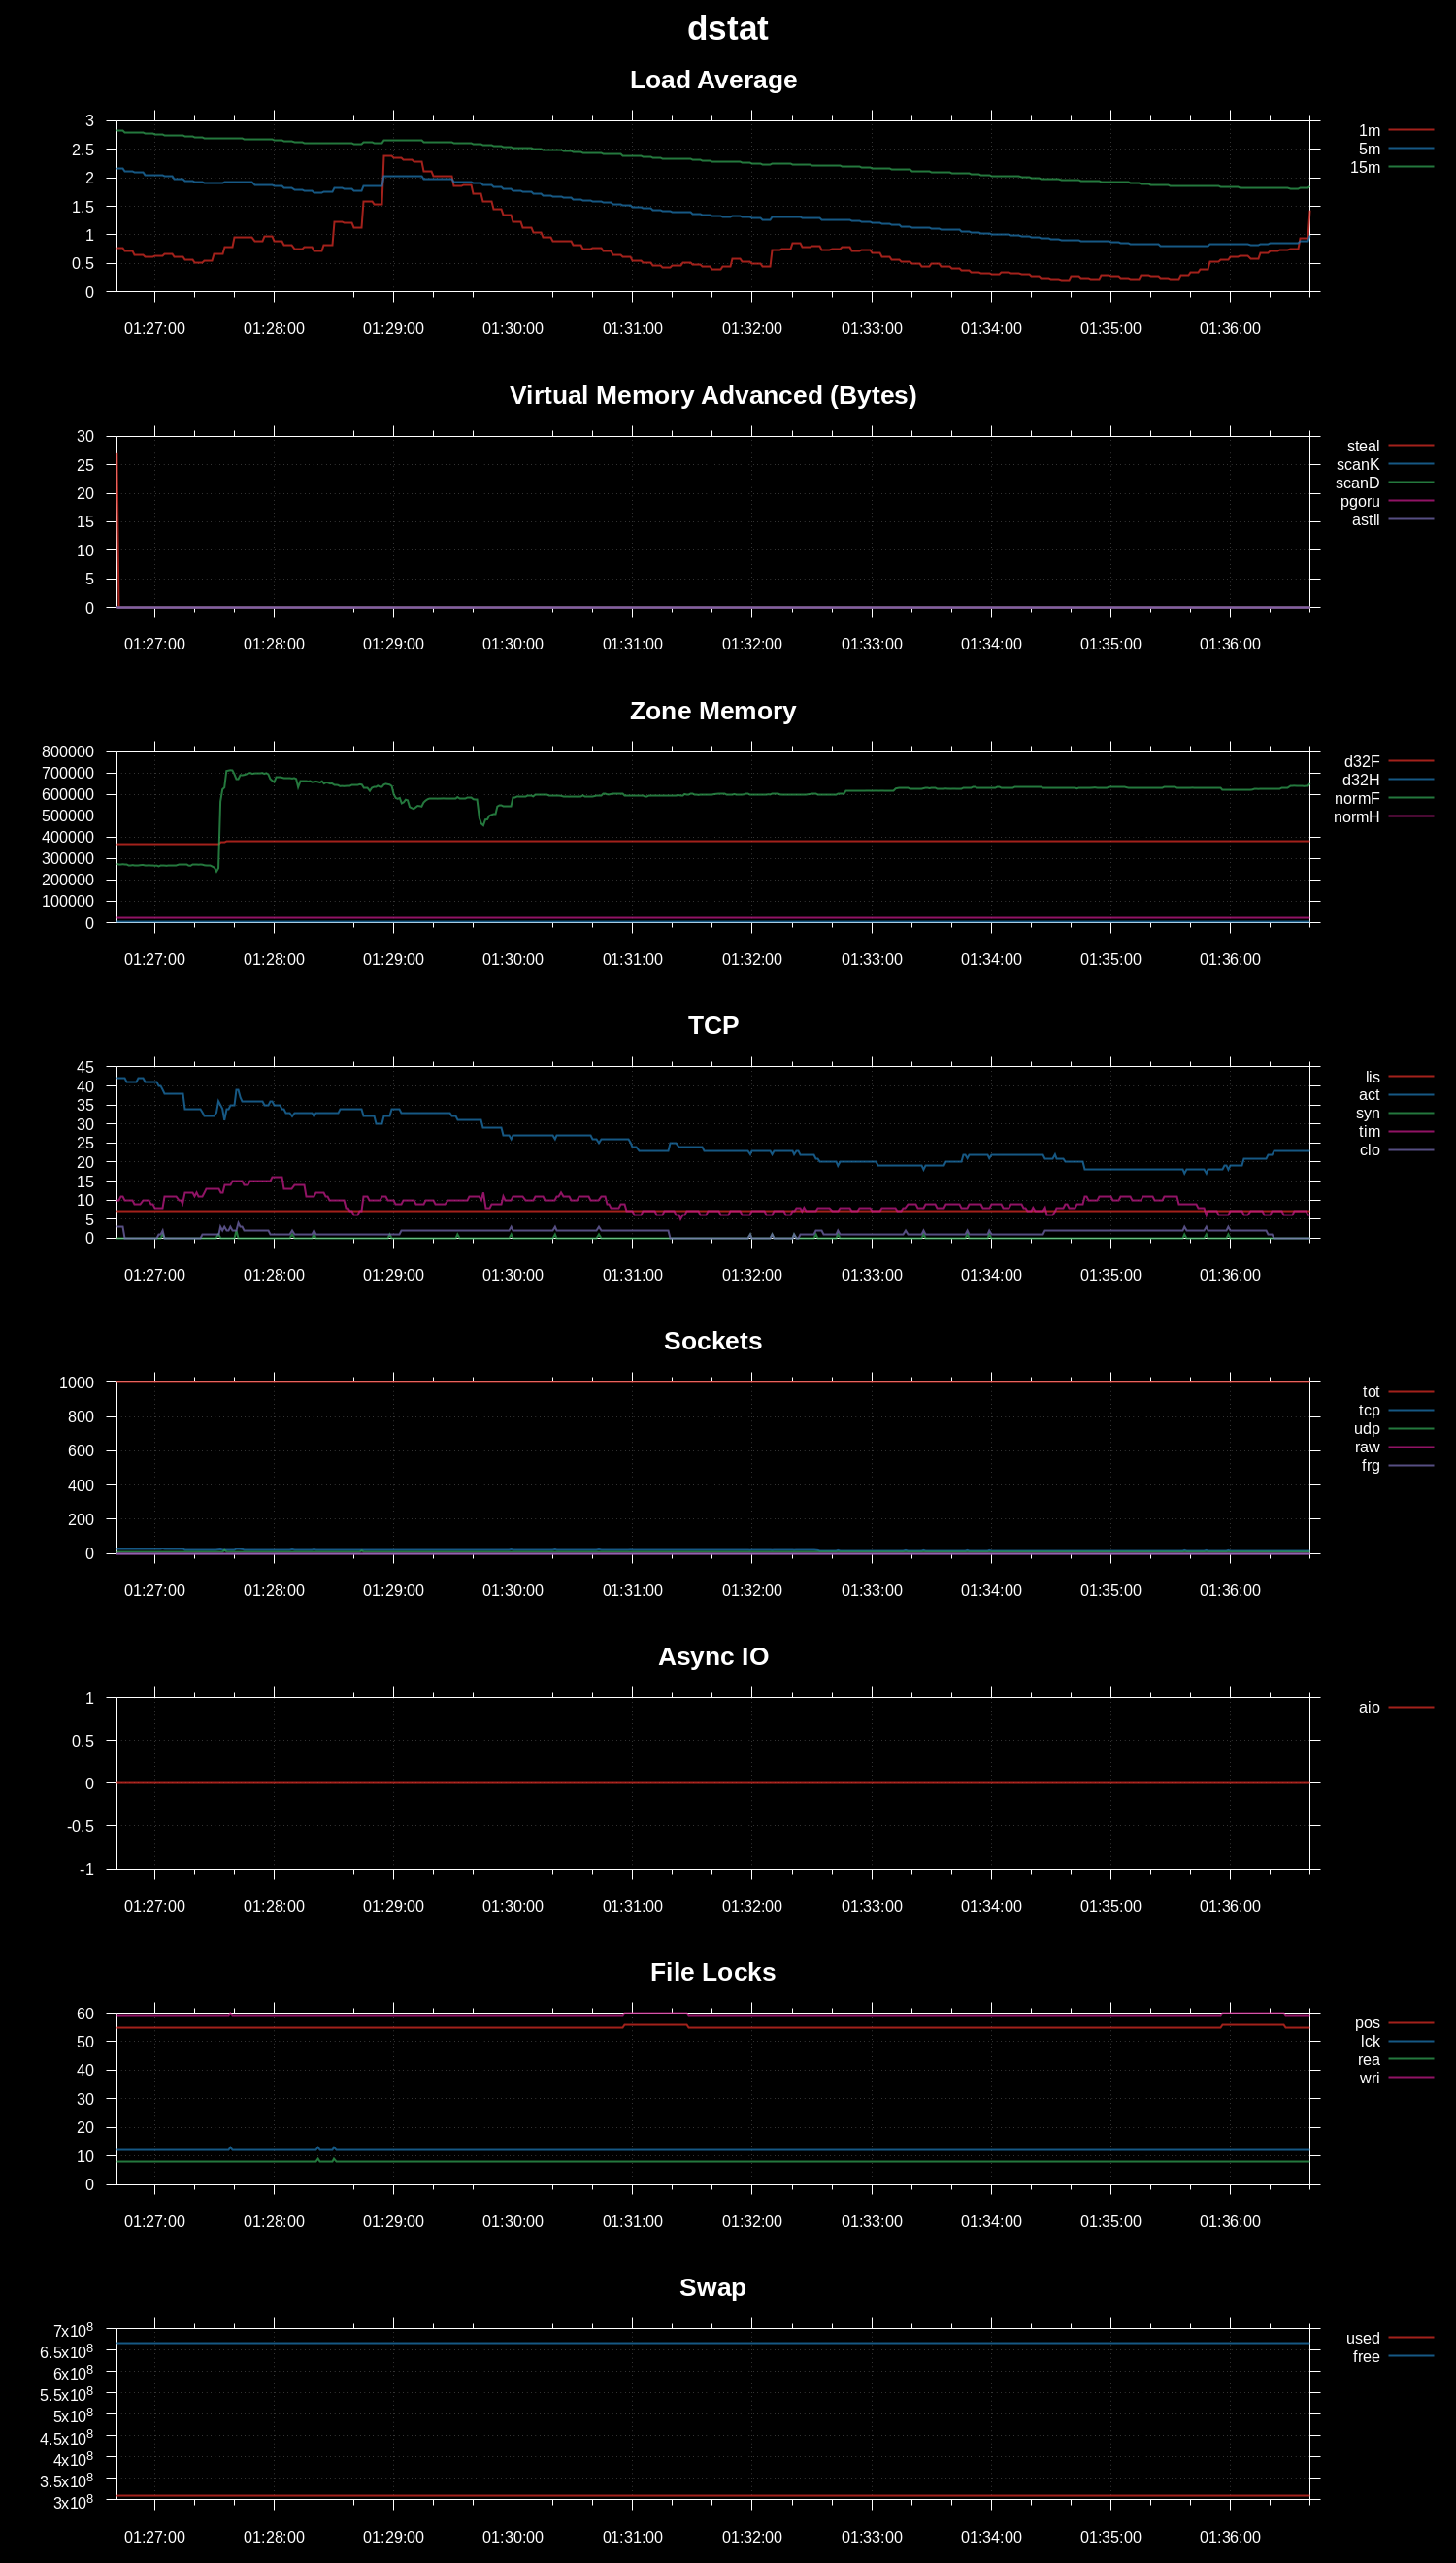 dstat
Load Average
3
2.5
2
1.5
1
0.5
0
1m
5m
15m
01:27:00 01:28:00 01:29:00 01:30:00 01:31:00 01:32:00 01:33:00 01:34:00 01:35:00 01:36:00
Virtual Memory Advanced (Bytes)
30
25
20
15
10
5
0
steal
scanK
scanD
pgoru
astll
01:27:00 01:28:00 01:29:00 01:30:00 01:31:00 01:32:00 01:33:00 01:34:00 01:35:00 01:36:00
Zone Memory
800000
700000
600000
500000
400000
300000
200000
100000
0
d32F
d32H
normF
normH
01:27:00 01:28:00 01:29:00 01:30:00 01:31:00 01:32:00 01:33:00 01:34:00 01:35:00 01:36:00
TCP
45
40
35
30
25
20
15
10
5
0
lis
act
syn
tim
clo
01:27:00 01:28:00 01:29:00 01:30:00 01:31:00 01:32:00 01:33:00 01:34:00 01:35:00 01:36:00
Sockets
1000
800
600
400
200
0
tot
tcp
udp
raw
frg
01:27:00 01:28:00 01:29:00 01:30:00 01:31:00 01:32:00 01:33:00 01:34:00 01:35:00 01:36:00
Async IO
1
0.5
0
-0.5
-1
aio
01:27:00 01:28:00 01:29:00 01:30:00 01:31:00 01:32:00 01:33:00 01:34:00 01:35:00 01:36:00
File Locks
60
50
40
30
20
10
0
pos
lck
rea
wri
01:27:00 01:28:00 01:29:00 01:30:00 01:31:00 01:32:00 01:33:00 01:34:00 01:35:00 01:36:00
Swap
7x10⁸
6.5x10⁸
6x10⁸
5.5x10⁸
5x10⁸
4.5x10⁸
4x10⁸
3.5x10⁸
3x10⁸
used
free
01:27:00 01:28:00 01:29:00 01:30:00 01:31:00 01:32:00 01:33:00 01:34:00 01:35:00 01:36:00